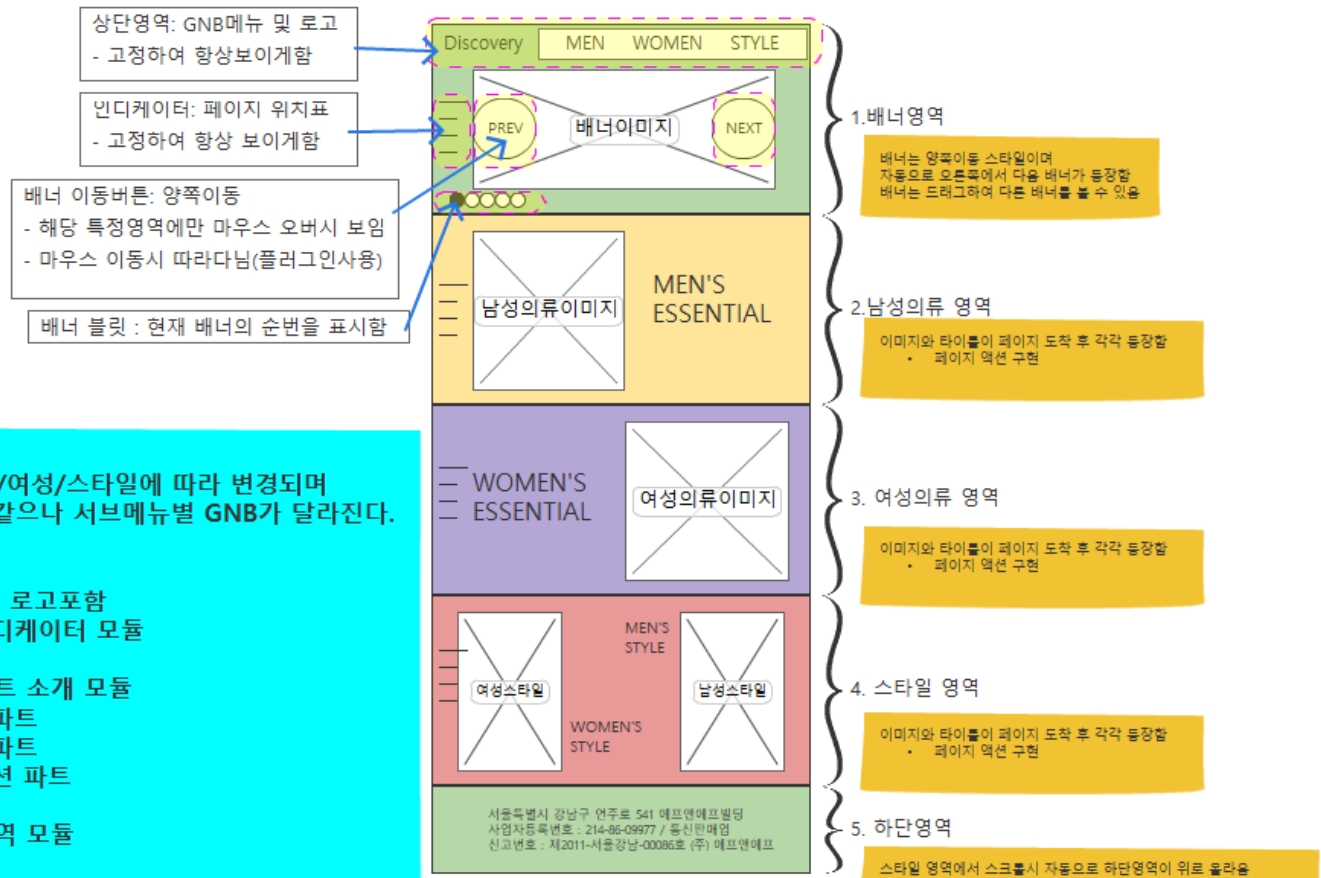 상단영역: GNB메뉴 및 로고
- 고정하여 항상보이게함
인디케이터: 페이지 위치표
- 고정하여 항상 보이게함
배너 이동버튼: 양쪽이동
- 해당 특정영역에만 마우스 오버시 보임
- 마우스 이동시 따라다님(플러그인사용)
배너 블릿 : 현재 배너의 순번을 표시함
/여성/스타일에 따라 변경되며
같으나 서브메뉴별 GNB가 달라진다.
로고포함
디케이터 모듈
트 소개 모듈
파트
파트
션 파트
역 모듈
Discovery MEN WOMEN STYLE
PREV 배너이미지 NEXT
남성의류이미지
MEN'S
ESSENTIAL
WOMEN'S
ESSENTIAL
여성의류이미지
여성스타일
WOMEN'S
STYLE
MEN'S
STYLE
남성스타일
서울특별시 강남구 언주로 541 에프앤에프빌딩
사업자등록번호 : 214-86-09977 / 통신판매업
신고번호 : 제2011-서울강남-00086호 (주) 에프앤에프
1.배너영역
배너는 양쪽이동 스타일이며
자동으로 오른쪽에서 다음 배너가 등장함
배너는 드래그하여 다른 배너를 볼 수 있음
2.남성의류 영역
이미지와 타이틀이 페이지 도착 후 각각 등장함
• 페이지 액션 구현
3. 여성의류 영역
이미지와 타이틀이 페이지 도착 후 각각 등장함
• 페이지 액션 구현
4. 스타일 영역
이미지와 타이틀이 페이지 도착 후 각각 등장함
• 페이지 액션 구현
5. 하단영역
스타일 영역에서 스크롤시 자동으로 하단영역이 위로 올라옴